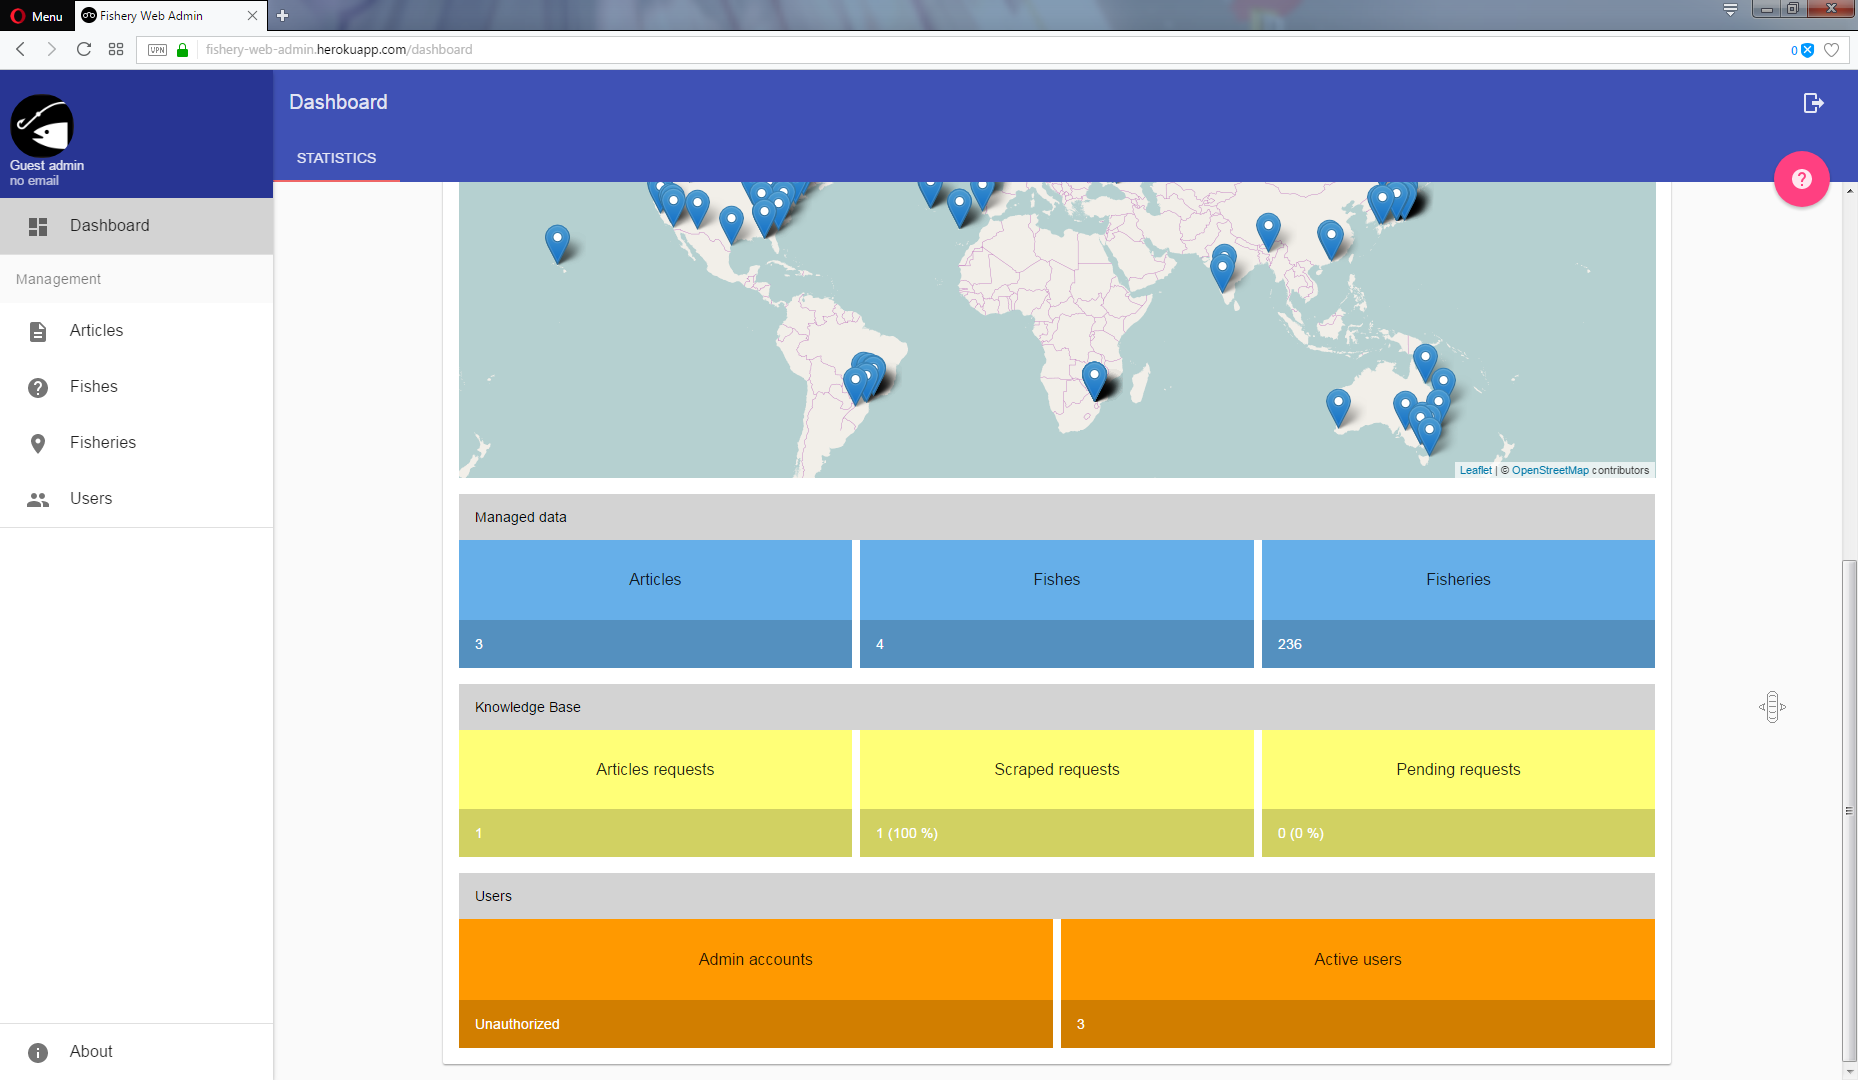 Menu
Fishery Web Admin
VPN
fishery-web-admin.herokuapp.com/dashboard
0
Guest admin
no email
Dashboard
STATISTICS
Dashboard
Management
Articles
Fishes
Fisheries
Users
About
Leaflet | © OpenStreetMap contributors
Managed data
Articles
Fishes
Fisheries
3
4
236
Knowledge Base
Articles requests
Scraped requests
Pending requests
1
1 (100 %)
0 (0 %)
Users
Admin accounts
Active users
Unauthorized
3